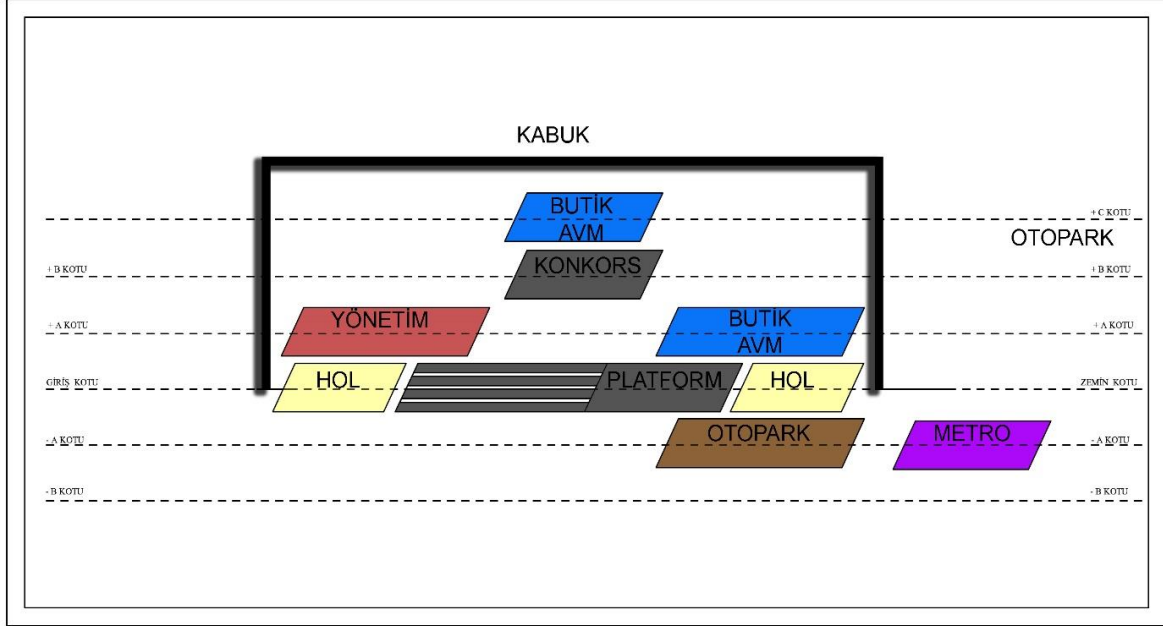 KABUK
BUTİK
AVM
+ C KOTU
OTOPARK
KONKORS
+ B KOTU
+ B KOTU
YÖNETİM
BUTİK
AVM
+ A KOTU
+ A KOTU
GİRİŞ KOTU
HOL
PLATFORM
HOL
ZEMİN KOTU
OTOPARK
METRO
- A KOTU
- A KOTU
- B KOTU
- B KOTU